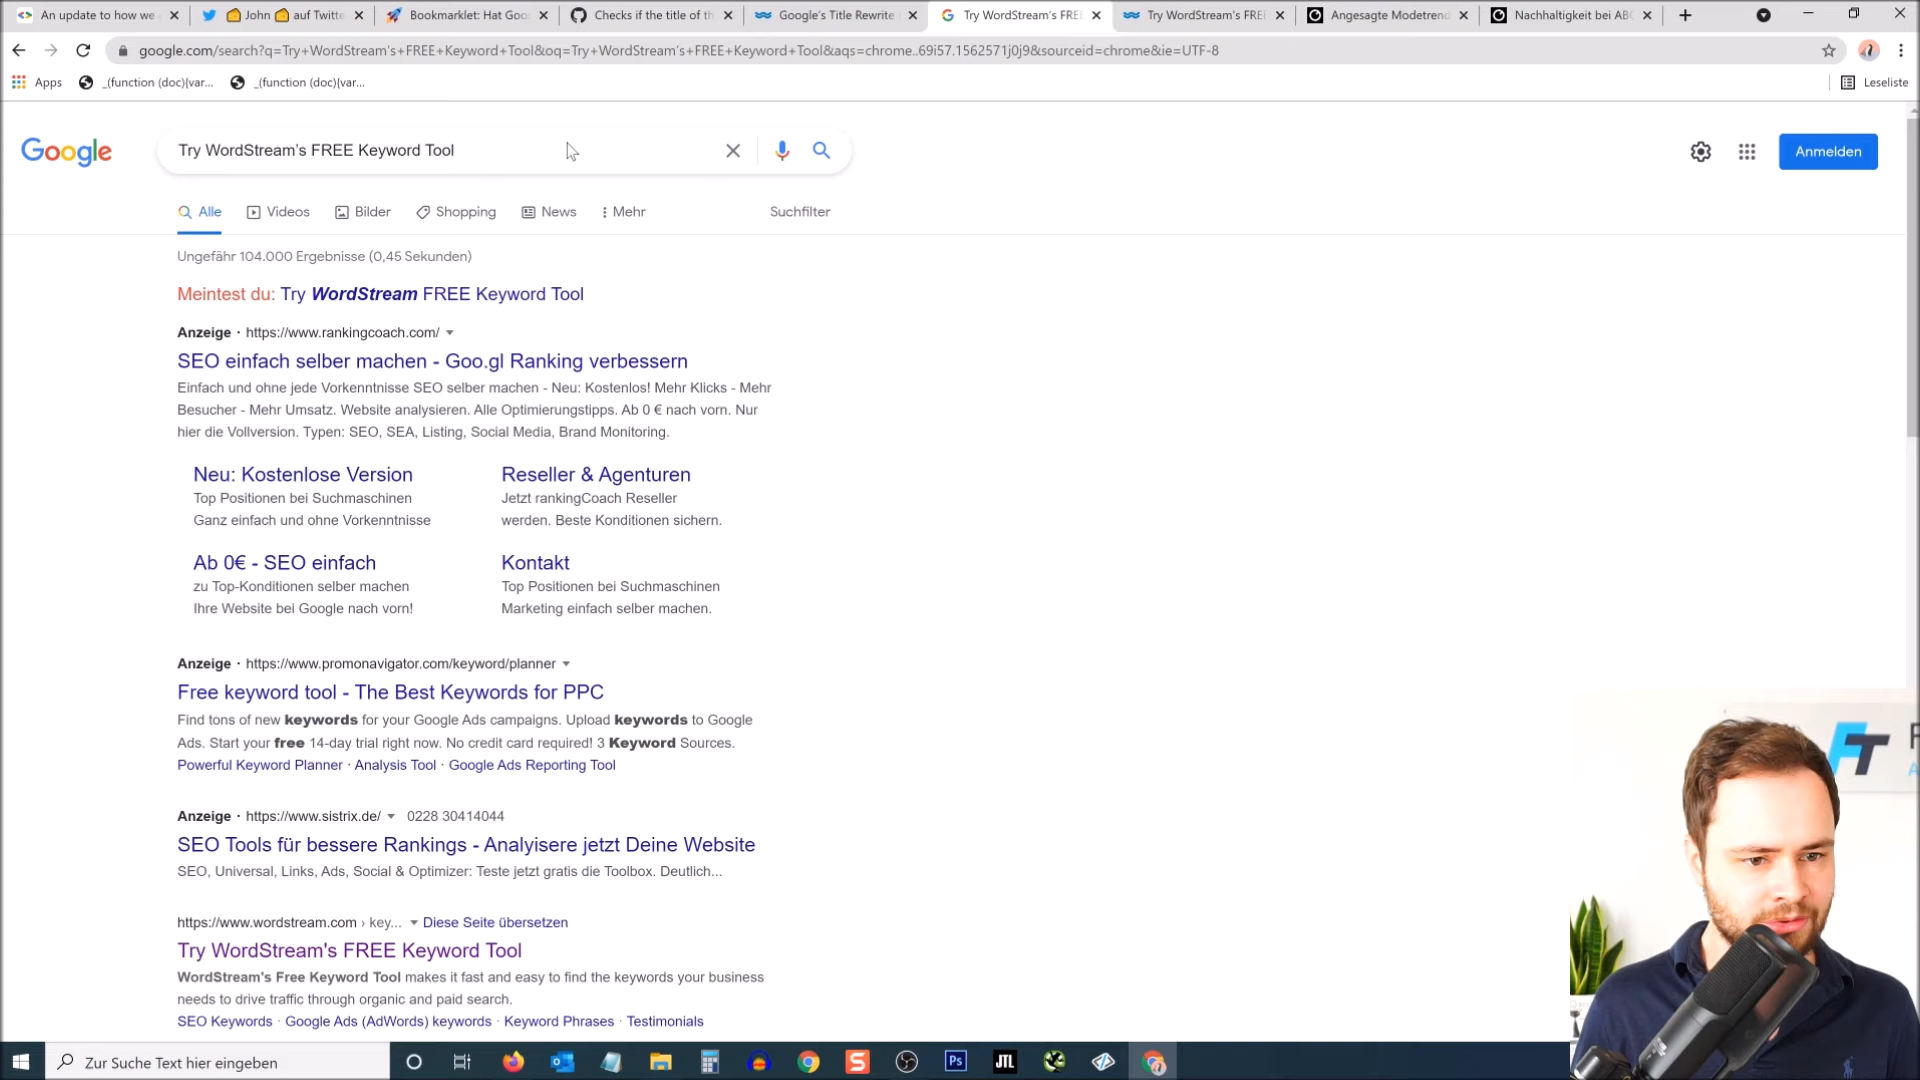 An update to how we
John auf Twitte
Bookmarklet: Hat Goo
Checks if the title of th
Google's Title Rewrite
Try WordStream's FREE
Try WordStream's FREE
Angesagte Modetrend
Nachhaltigkeit bei AB
google.com/search?q=Try+WordStream's+FREE+Keyword+Tool&oq=Try+WordStream's+FREE+Keyword+Tool&aqs=chrome..69i57.1562571j0j9&sourceid=chrome&ie=UTF-8
Apps
_(function (doc){var...
_(function (doc){var...
Leseliste
Google
Try WordStream's FREE Keyword Tool
Anmelden
Alle
Videos
Bilder
Shopping
News
Mehr
Suchfilter
Ungefähr 104.000 Ergebnisse (0,45 Sekunden)
Meintest du: Try WordStream FREE Keyword Tool
Anzeige · https://www.rankingcoach.com/
SEO einfach selber machen - Goo.gl Ranking verbessern
Einfach und ohne jede Vorkenntnisse SEO selber machen - Neu: Kostenlos! Mehr Klicks - Mehr
Besucher - Mehr Umsatz. Website analysieren. Alle Optimierungstipps. Ab 0 € nach vorn. Nur
hier die Vollversion. Typen: SEO, SEA, Listing, Social Media, Brand Monitoring.
Neu: Kostenlose Version
Top Positionen bei Suchmaschinen
Ganz einfach und ohne Vorkenntnisse
Reseller & Agenturen
Jetzt rankingCoach Reseller
werden. Beste Konditionen sichern.
Ab 0€ - SEO einfach
zu Top-Konditionen selber machen
Ihre Website bei Google nach vorn!
Kontakt
Top Positionen bei Suchmaschinen
Marketing einfach selber machen.
Anzeige · https://www.promonavigator.com/keyword/planner
Free keyword tool - The Best Keywords for PPC
Find tons of new keywords for your Google Ads campaigns. Upload keywords to Google
Ads. Start your free 14-day trial right now. No credit card required! 3 Keyword Sources.
Powerful Keyword Planner · Analysis Tool · Google Ads Reporting Tool
Anzeige · https://www.sistrix.de/ 0228 30414044
SEO Tools für bessere Rankings - Analyisere jetzt Deine Website
SEO, Universal, Links, Ads, Social & Optimizer: Teste jetzt gratis die Toolbox. Deutlich...
https://www.wordstream.com › key... Diese Seite übersetzen
Try WordStream's FREE Keyword Tool
WordStream's Free Keyword Tool makes it fast and easy to find the keywords your business
needs to drive traffic through organic and paid search.
SEO Keywords · Google Ads (AdWords) keywords · Keyword Phrases · Testimonials
FT
Zur Suche Text hier eingeben
Ps
JTL